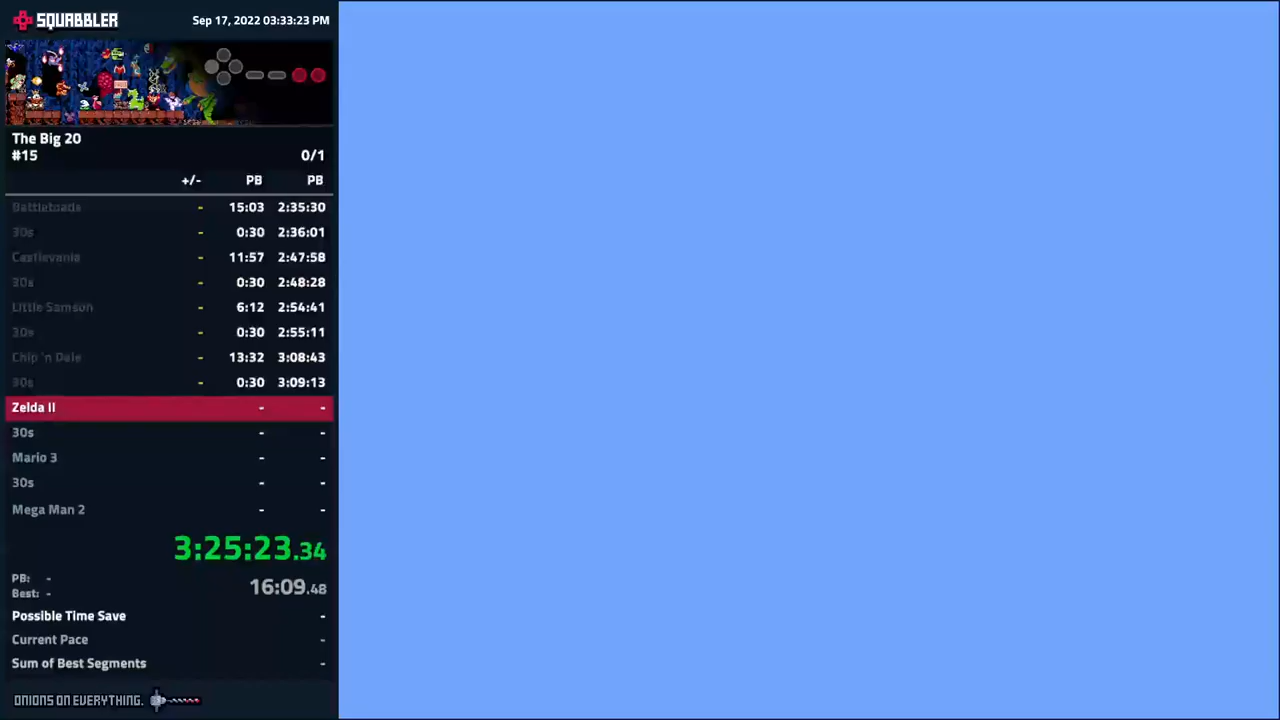 SQUABBLER
Sep 17, 2022 03:33:23 PM
The Big 20
#15 0/1
+/- PB PB
Battletoads - 15:03 2:35:30
30s - 0:30 2:36:01
Castlevania - 11:57 2:47:58
30s - 0:30 2:48:28
Little Samson - 6:12 2:54:41
30s - 0:30 2:55:11
Chip 'n Dale - 13:32 3:08:43
30s - 0:30 3:09:13
Zelda II - -
30s - -
Mario 3 - -
30s - -
Mega Man 2 - -
3:25:23.34
PB: -
Best: - 16:09.48
Possible Time Save -
Current Pace -
Sum of Best Segments -
ONIONS ON EVERYTHING.